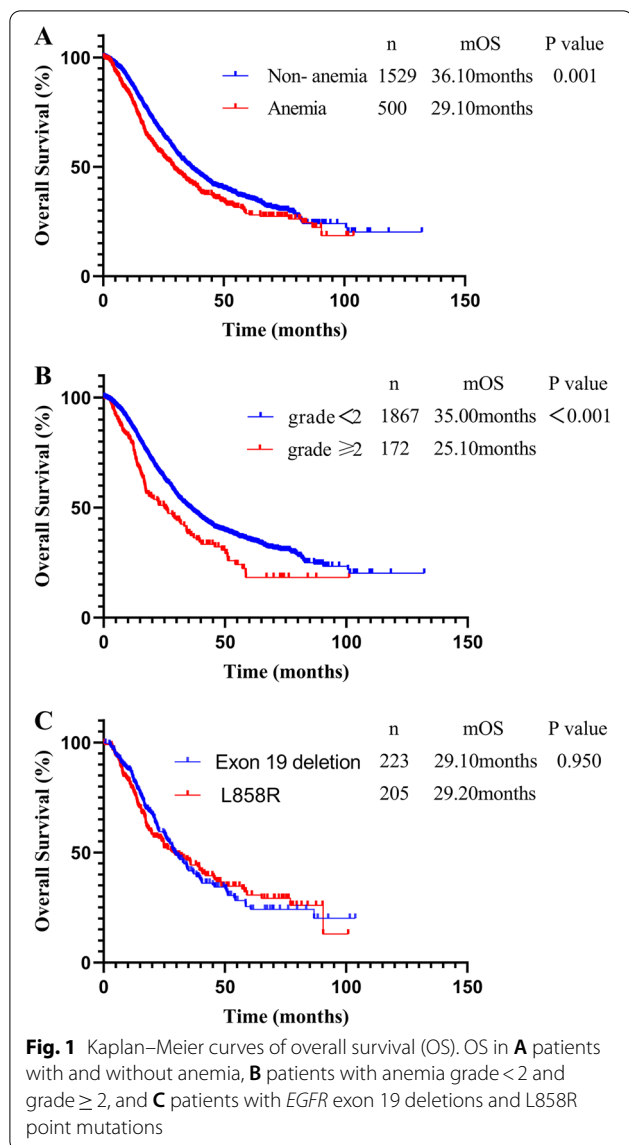 A
n mOS P value
Non- anemia 1529 36.10months 0.001
Anemia 500 29.10months
Overall Survival (%)
100
50
0
0 50 100 150
Time (months)
B
n mOS P value
grade <2 1867 35.00months <0.001
grade ≥2 172 25.10months
Overall Survival (%)
100
50
0
0 50 100 150
Time (months)
C
n mOS P value
Exon 19 deletion 223 29.10months 0.950
L858R 205 29.20months
Overall Survival (%)
100
50
0
0 50 100 150
Time (months)
Fig. 1 Kaplan–Meier curves of overall survival (OS). OS in A patients
with and without anemia, B patients with anemia grade < 2 and
grade ≥ 2, and C patients with EGFR exon 19 deletions and L858R
point mutations